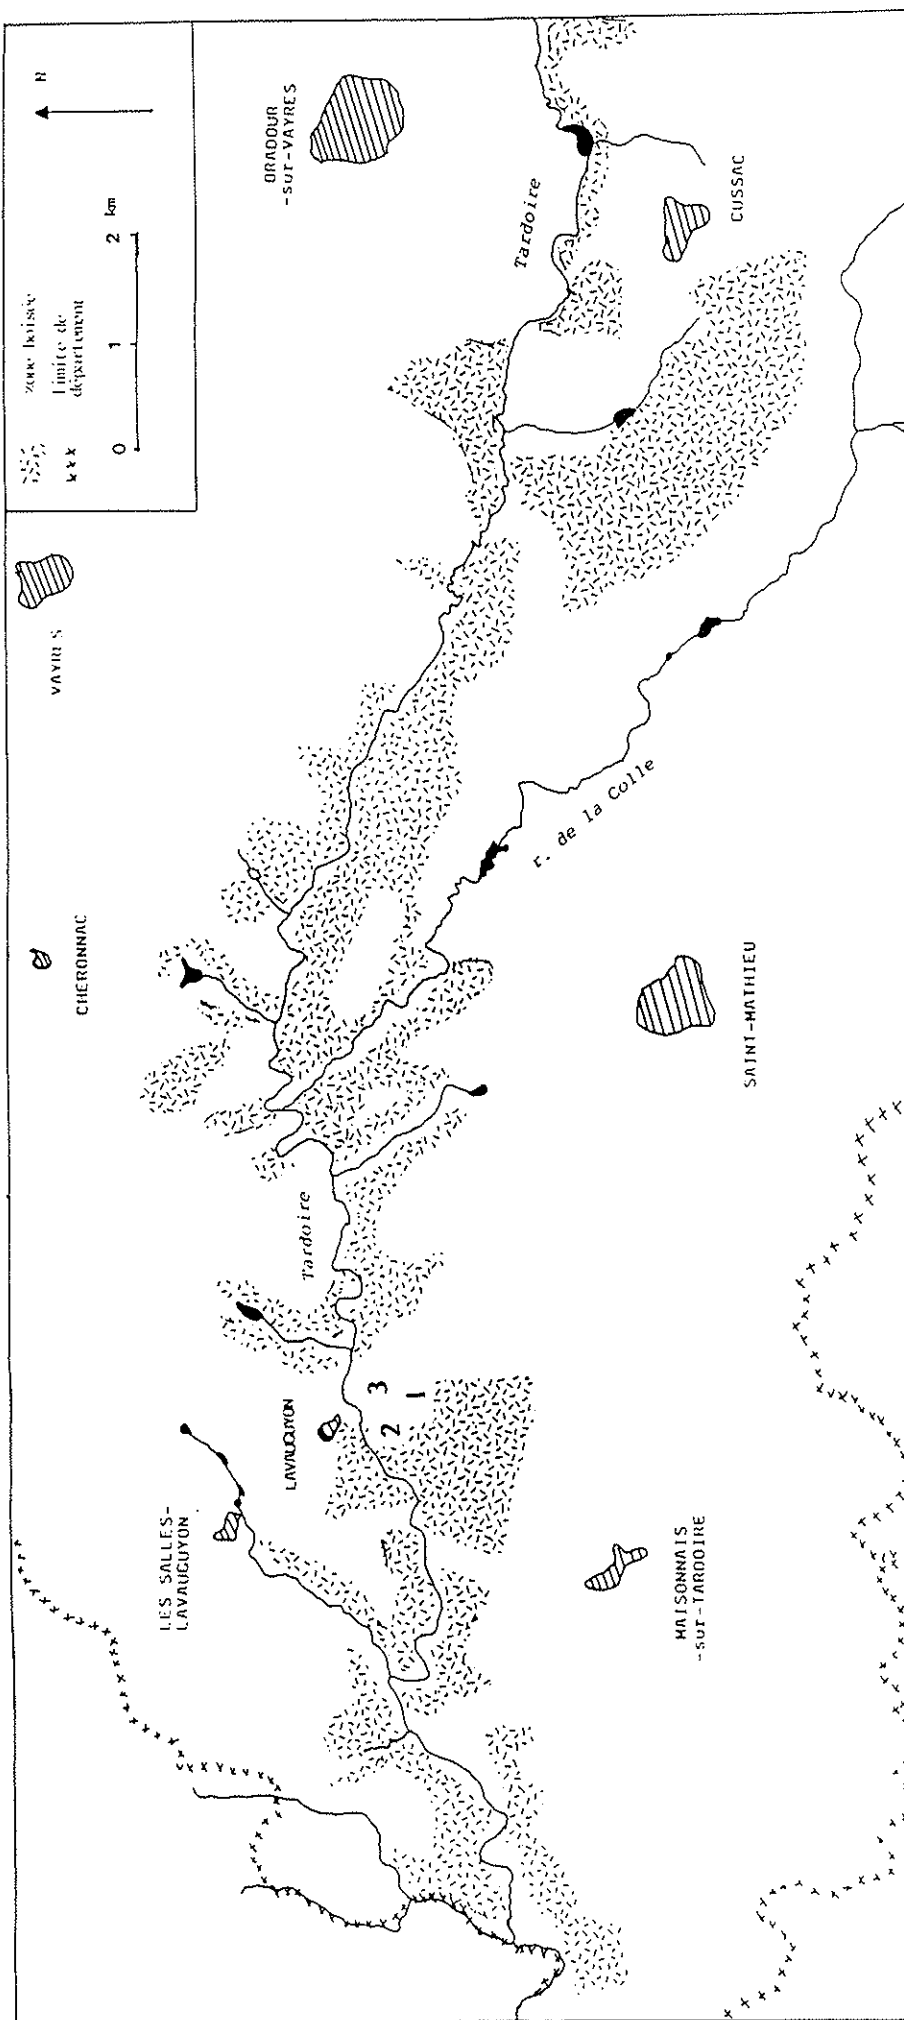 N
zone boisée
Limite de
département
0 1 2 km
ORADOUR
-sur-VAYRES
VAYRES
CHERONNAC
Tardoire
CUSSAC
r. de la Colle
SAINT-MATHIEU
Tardoire
LAVAUGUYON
3
2
1
LES SALLES-
LAVAUGUYON
MAISONNAIS
-sur-TARDOIRE